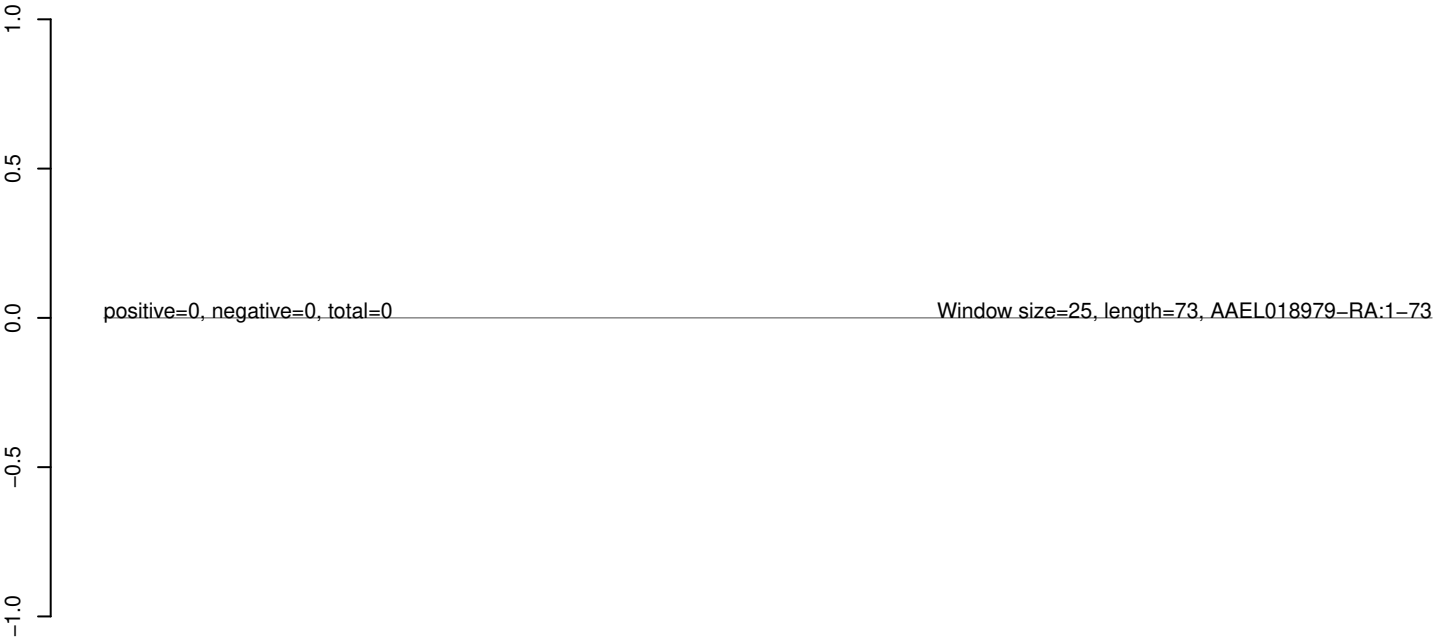 1.0
0.5
0.0
positive=0, negative=0, total=0
Window size=25, length=73, AAEL018979−RA:1−73
−0.5
−1.0